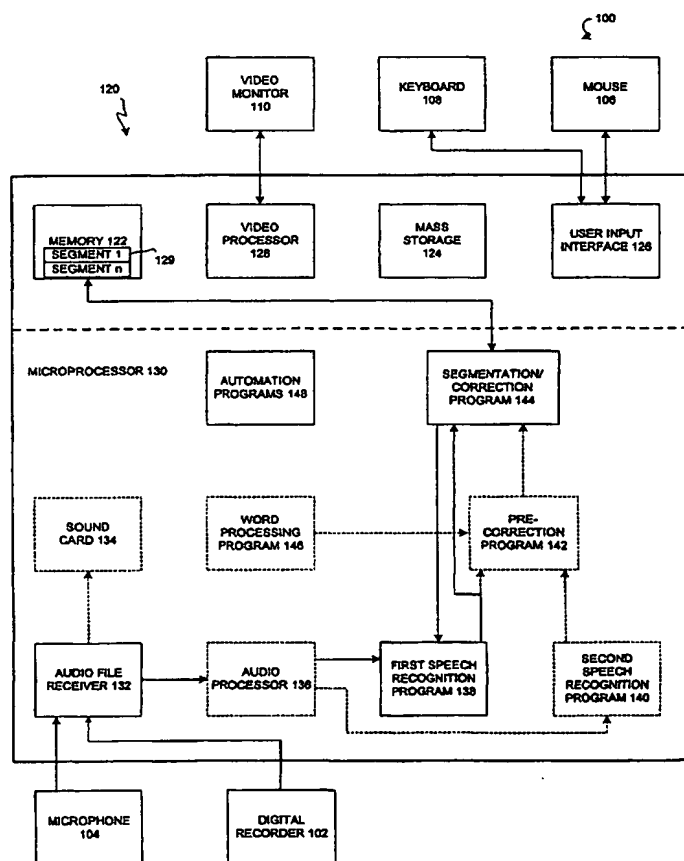 100
120
VIDEO
MONITOR
110
KEYBOARD
108
MOUSE
106
MEMORY 122
SEGMENT 1
SEGMENT n
129
VIDEO
PROCESSOR
128
MASS
STORAGE
124
USER INPUT
INTERFACE 126
MICROPROCESSOR 130
AUTOMATION
PROGRAMS 148
SEGMENTATION/
CORRECTION
PROGRAM 144
SOUND
CARD 134
WORD
PROCESSING
PROGRAM 146
PRE-
CORRECTION
PROGRAM 142
AUDIO FILE
RECEIVER 132
AUDIO
PROCESSOR 136
FIRST SPEECH
RECOGNITION
PROGRAM 138
SECOND
SPEECH
RECOGNITION
PROGRAM 140
MICROPHONE
104
DIGITAL
RECORDER 102